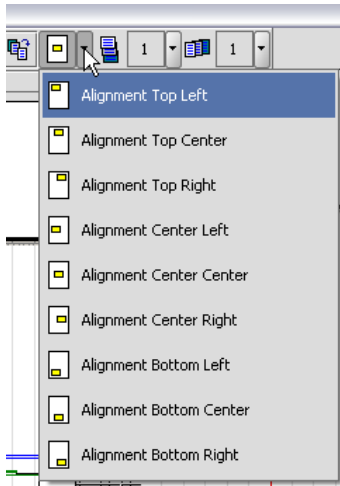 1 1
Alignment Top Left
Alignment Top Center
Alignment Top Right
Alignment Center Left
Alignment Center Center
Alignment Center Right
Alignment Bottom Left
Alignment Bottom Center
Alignment Bottom Right